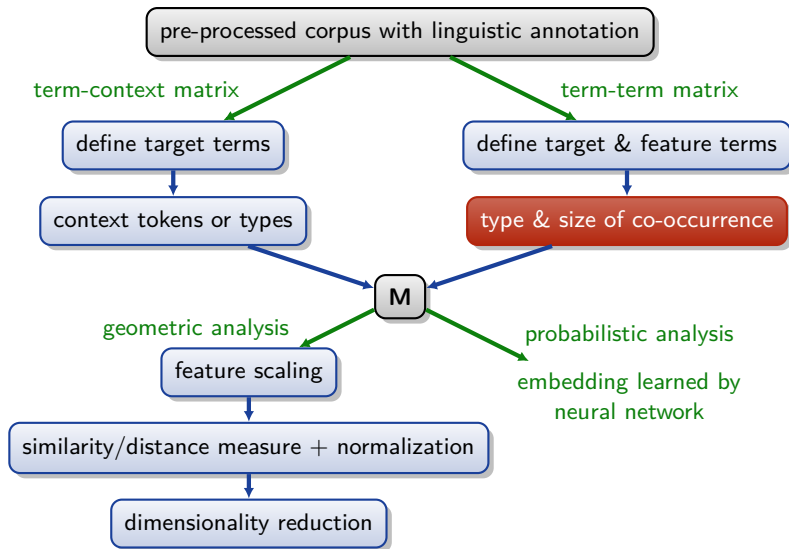 pre-processed corpus with linguistic annotation
term-context matrix
term-term matrix
define target terms
define target & feature terms
context tokens or types
type & size of co-occurrence
M
geometric analysis
probabilistic analysis
feature scaling
embedding learned by
neural network
similarity/distance measure + normalization
dimensionality reduction